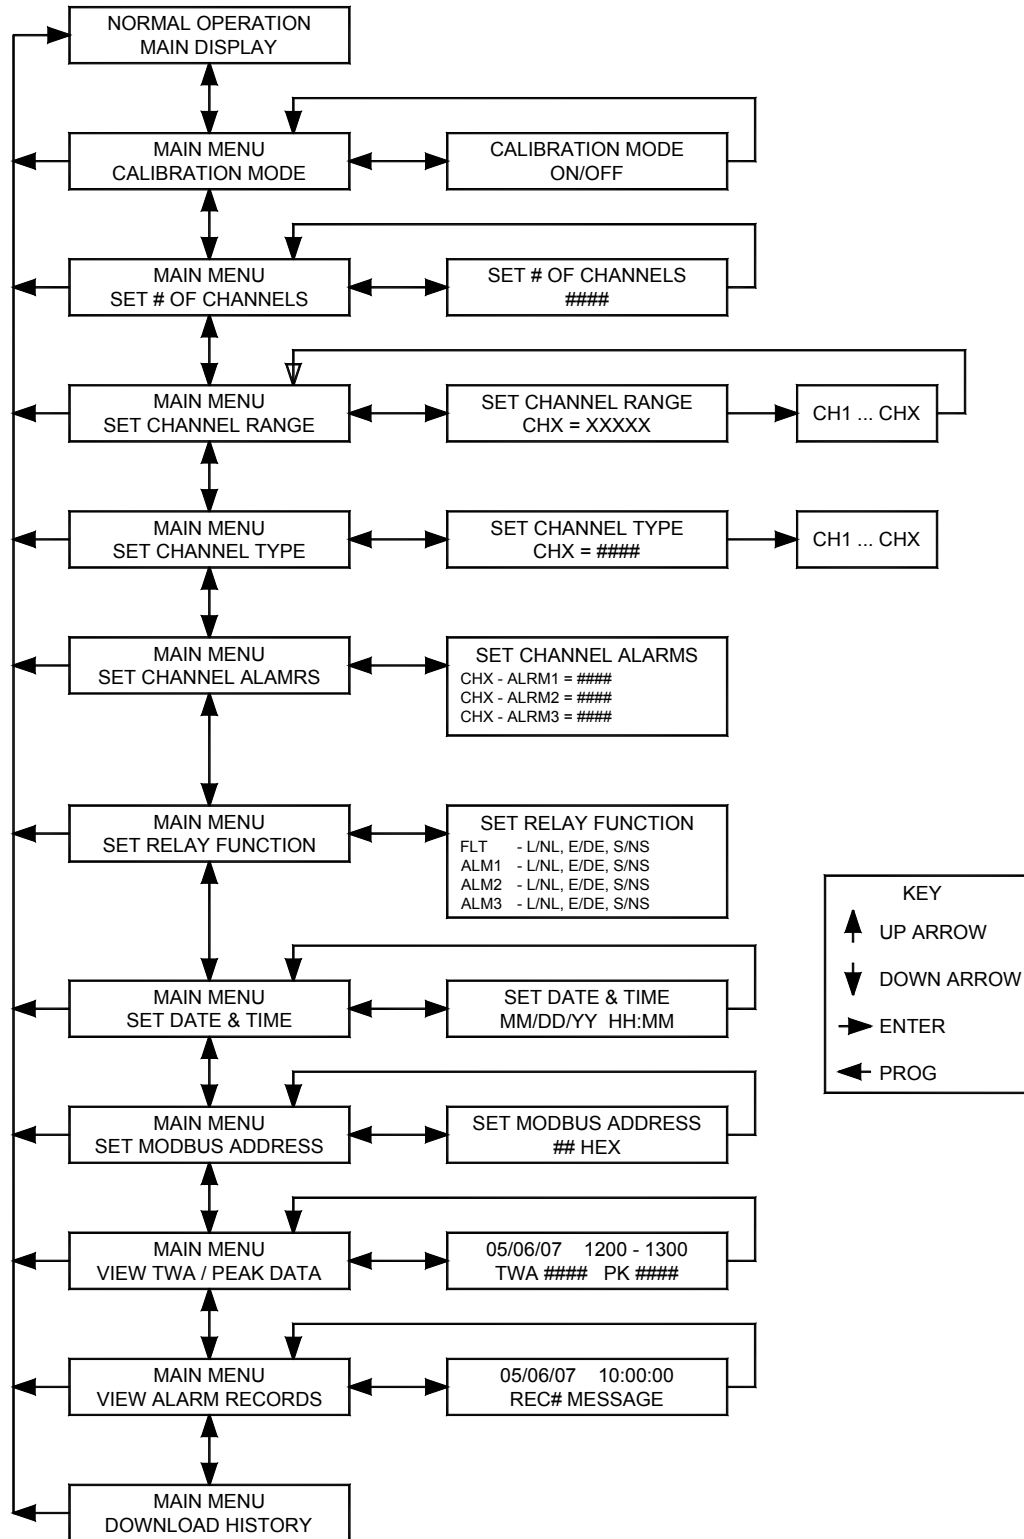 NORMAL OPERATION
MAIN DISPLAY
MAIN MENU
CALIBRATION MODE
CALIBRATION MODE
ON/OFF
MAIN MENU
SET # OF CHANNELS
SET # OF CHANNELS
####
MAIN MENU
SET CHANNEL RANGE
SET CHANNEL RANGE
CHX = XXXXX
CH1 ... CHX
MAIN MENU
SET CHANNEL TYPE
SET CHANNEL TYPE
CHX = ####
CH1 ... CHX
MAIN MENU
SET CHANNEL ALAMRS
SET CHANNEL ALARMS
CHX - ALRM1 = ####
CHX - ALRM2 = ####
CHX - ALRM3 = ####
MAIN MENU
SET RELAY FUNCTION
SET RELAY FUNCTION
FLT - L/NL, E/DE, S/NS
ALM1 - L/NL, E/DE, S/NS
ALM2 - L/NL, E/DE, S/NS
ALM3 - L/NL, E/DE, S/NS
KEY
UP ARROW
DOWN ARROW
ENTER
PROG
MAIN MENU
SET DATE & TIME
SET DATE & TIME
MM/DD/YY HH:MM
MAIN MENU
SET MODBUS ADDRESS
SET MODBUS ADDRESS
## HEX
MAIN MENU
VIEW TWA / PEAK DATA
05/06/07 1200 - 1300
TWA #### PK ####
MAIN MENU
VIEW ALARM RECORDS
05/06/07 10:00:00
REC# MESSAGE
MAIN MENU
DOWNLOAD HISTORY